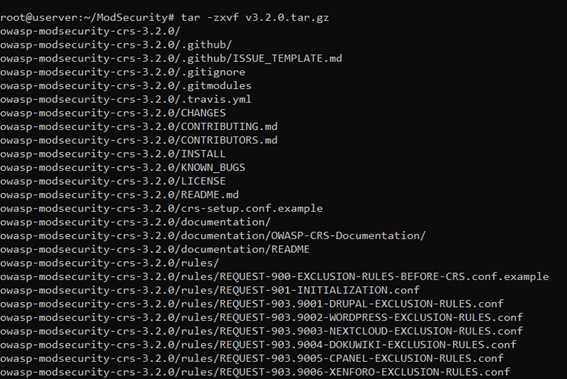 root@userver:~/ModSecurity# tar -zxvf v3.2.0.tar.gz
owasp-modsecurity-crs-3.2.0/
owasp-modsecurity-crs-3.2.0/.github/
owasp-modsecurity-crs-3.2.0/.github/ISSUE_TEMPLATE.md
owasp-modsecurity-crs-3.2.0/.gitignore
owasp-modsecurity-crs-3.2.0/.gitmodules
owasp-modsecurity-crs-3.2.0/.travis.yml
owasp-modsecurity-crs-3.2.0/CHANGES
owasp-modsecurity-crs-3.2.0/CONTRIBUTING.md
owasp-modsecurity-crs-3.2.0/CONTRIBUTORS.md
owasp-modsecurity-crs-3.2.0/INSTALL
owasp-modsecurity-crs-3.2.0/KNOWN_BUGS
owasp-modsecurity-crs-3.2.0/LICENSE
owasp-modsecurity-crs-3.2.0/README.md
owasp-modsecurity-crs-3.2.0/crs-setup.conf.example
owasp-modsecurity-crs-3.2.0/documentation/
owasp-modsecurity-crs-3.2.0/documentation/OWASP-CRS-Documentation/
owasp-modsecurity-crs-3.2.0/documentation/README
owasp-modsecurity-crs-3.2.0/rules/
owasp-modsecurity-crs-3.2.0/rules/REQUEST-900-EXCLUSION-RULES-BEFORE-CRS.conf.example
owasp-modsecurity-crs-3.2.0/rules/REQUEST-901-INITIALIZATION.conf
owasp-modsecurity-crs-3.2.0/rules/REQUEST-903.9001-DRUPAL-EXCLUSION-RULES.conf
owasp-modsecurity-crs-3.2.0/rules/REQUEST-903.9002-WORDPRESS-EXCLUSION-RULES.conf
owasp-modsecurity-crs-3.2.0/rules/REQUEST-903.9003-NEXTCLOUD-EXCLUSION-RULES.conf
owasp-modsecurity-crs-3.2.0/rules/REQUEST-903.9004-DOKUWIKI-EXCLUSION-RULES.conf
owasp-modsecurity-crs-3.2.0/rules/REQUEST-903.9005-CPANEL-EXCLUSION-RULES.conf
owasp-modsecurity-crs-3.2.0/rules/REQUEST-903.9006-XENFORO-EXCLUSION-RULES.conf